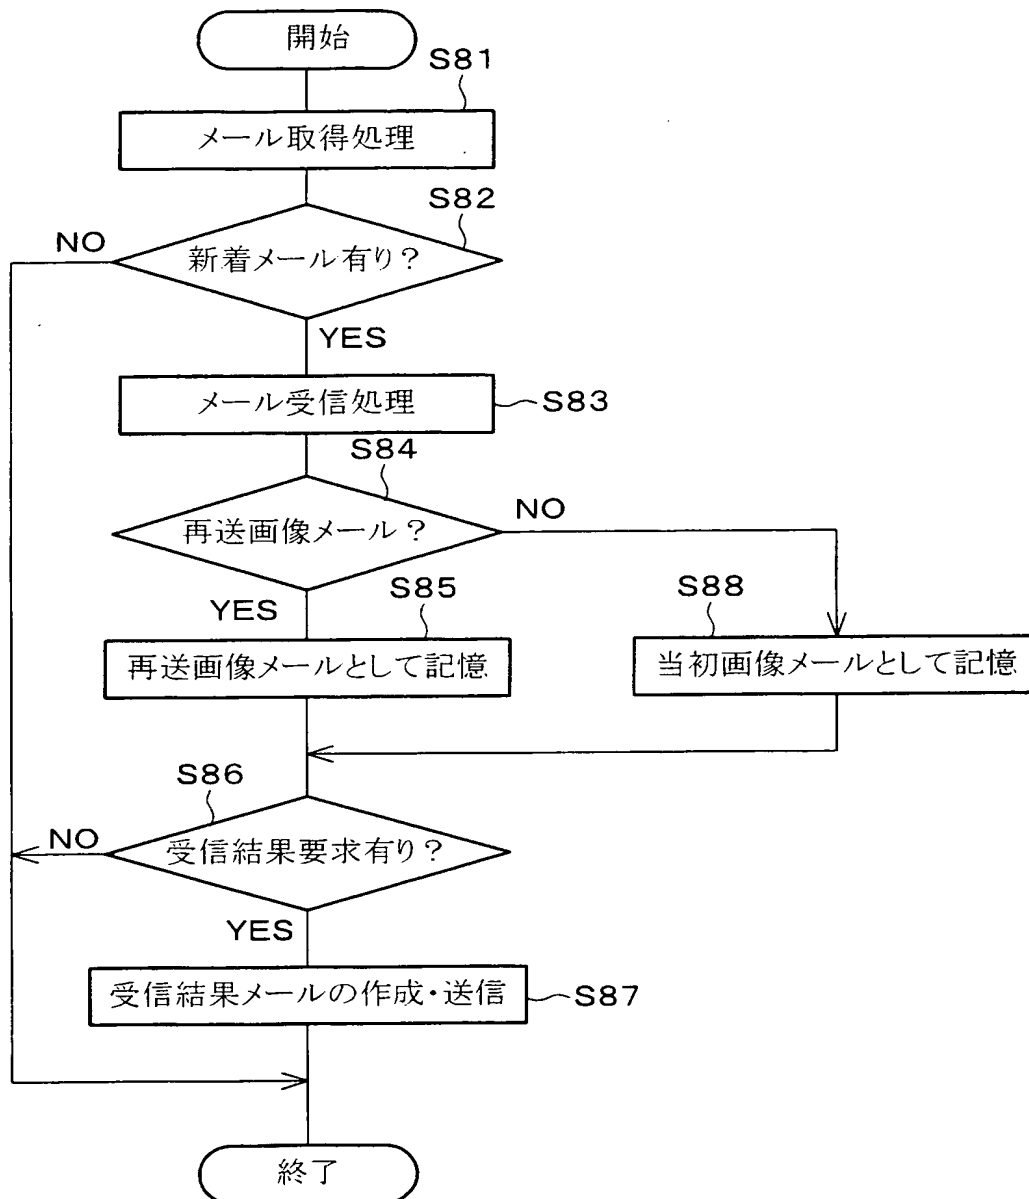 開始
S81
メール取得処理
S82
NO
新着メール有り?
YES
メール受信処理
S83
S84
再送画像メール?
NO
YES
S85
S88
再送画像メールとして記憶
当初画像メールとして記憶
S86
NO
受信結果要求有り?
YES
受信結果メールの作成・送信
S87
終了